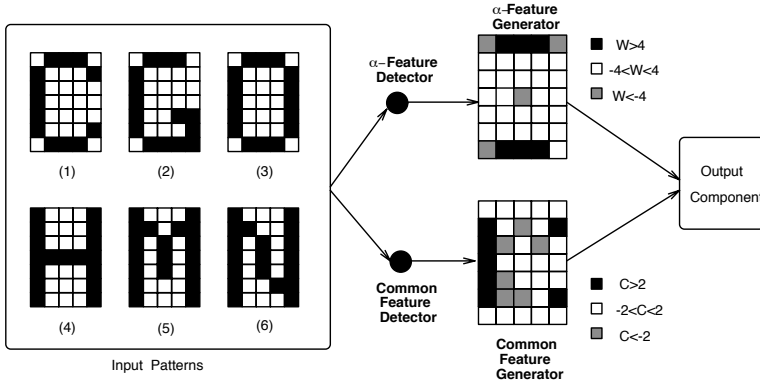 α−Feature
Generator
α−Feature
Detector
W>4
-4<W<4
W<-4
(1) (2) (3)
Output
Component
(4) (5) (6)
Common
Feature
Detector
C>2
-2<C<2
C<-2
Common
Feature
Generator
Input Patterns